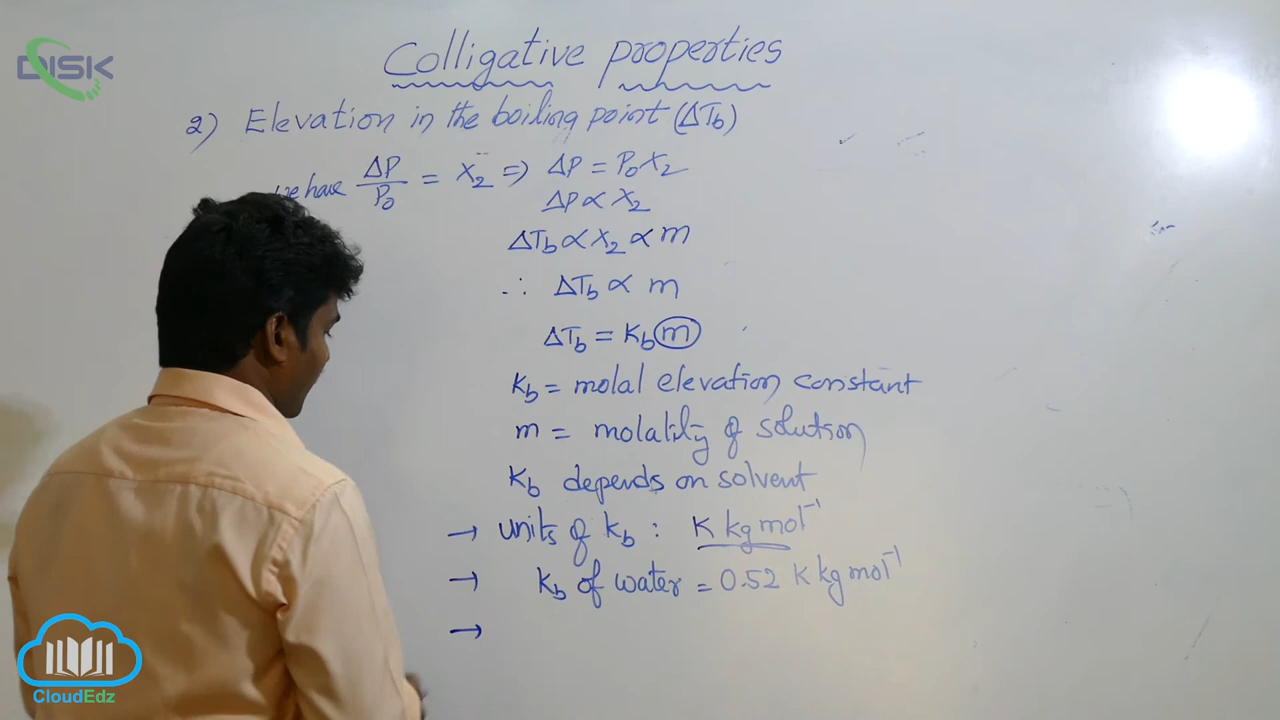 DISK
Colligative properties
2) Elevation in the boiling point (ΔTb)
we have ΔP/P₀ = X₂ ⇒ ΔP = P₀X₂
ΔP ∝ X₂
ΔTb ∝ X₂ ∝ m
∴ ΔTb ∝ m
ΔTb = Kb m
Kb = molal elevation constant
m = molality of solution
Kb depends on solvent
→ units of Kb : K kg mol⁻¹
→ Kb of water = 0.52 K kg mol⁻¹
→
CloudEdz